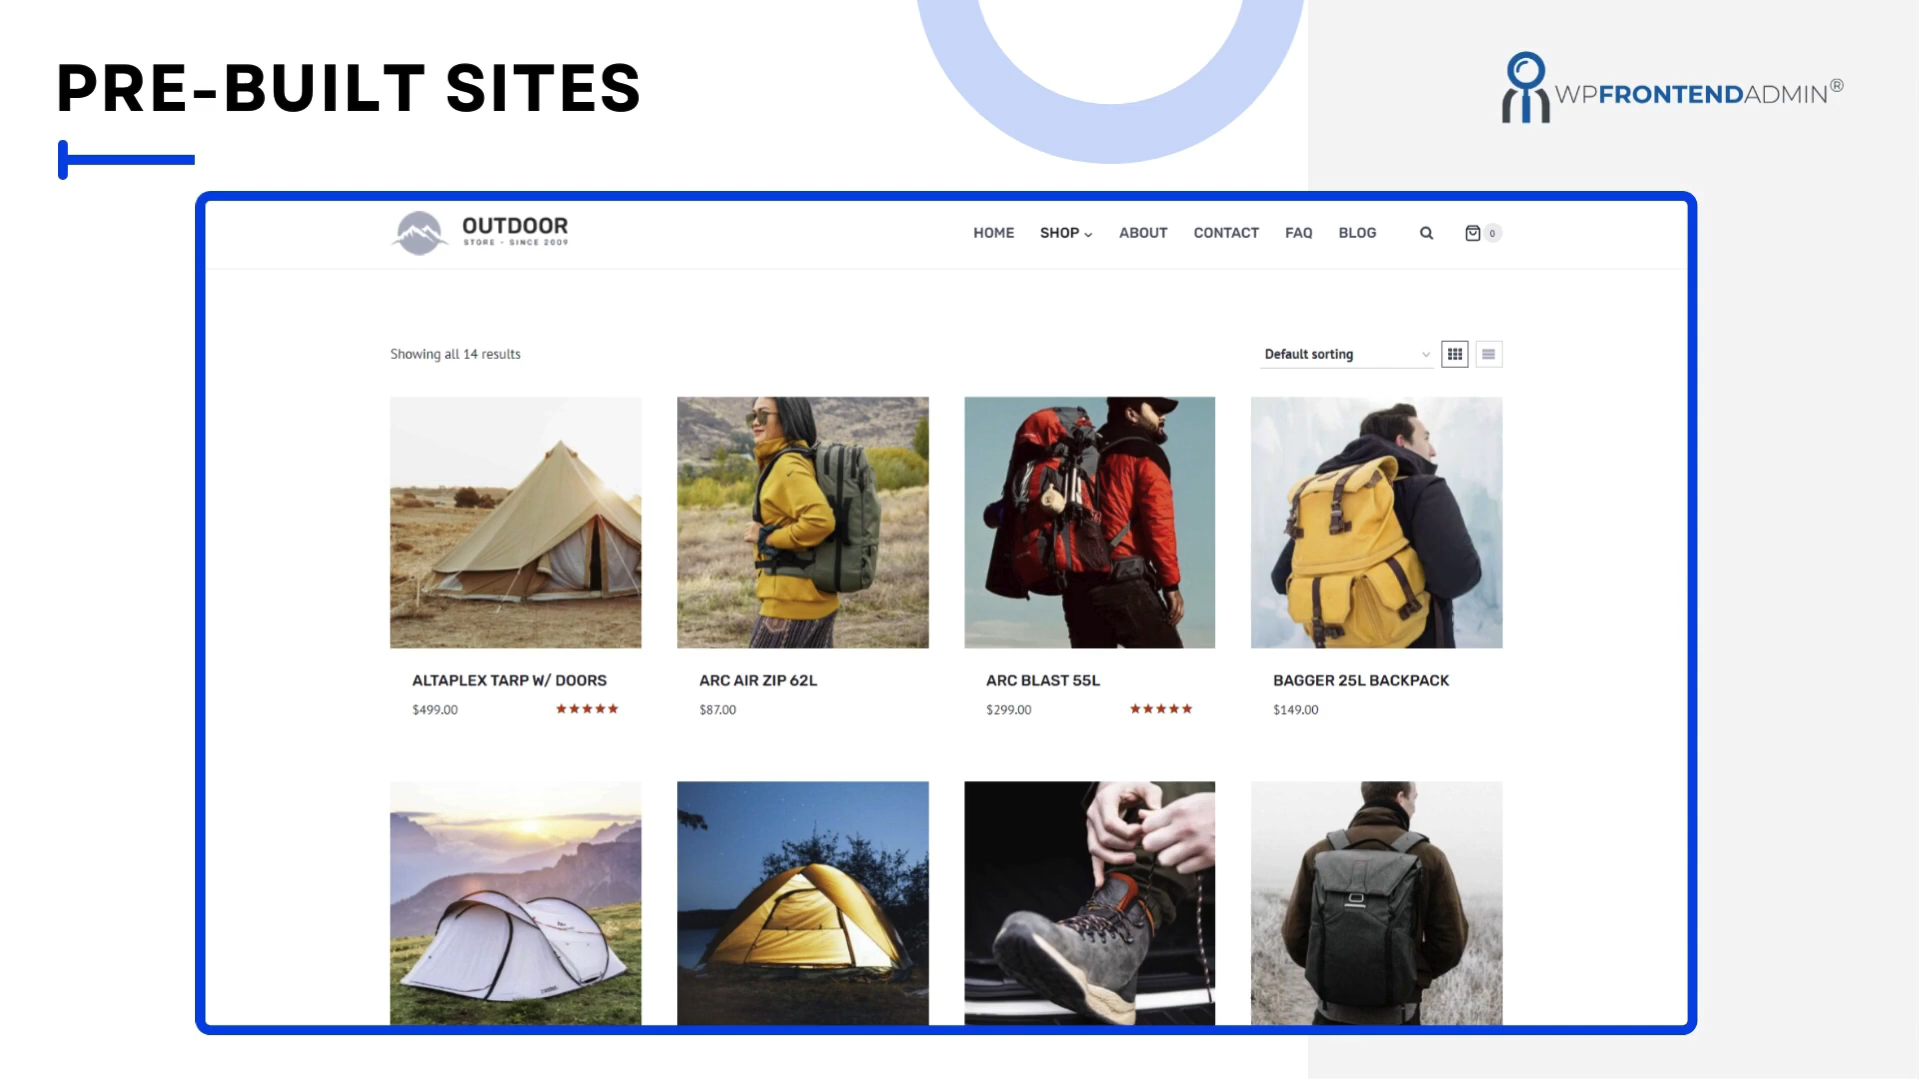 PRE-BUILT SITES
WPFRONTENDADMIN®
OUTDOOR
STORE - SINCE 2009
HOME SHOP ABOUT CONTACT FAQ BLOG 0
Showing all 14 results
Default sorting
ALTAPLEX TARP W/ DOORS
$499.00
ARC AIR ZIP 62L
$87.00
ARC BLAST 55L
$299.00
BAGGER 25L BACKPACK
$149.00